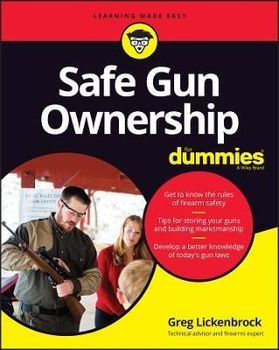 LEARNING MADE EASY
Safe Gun
Ownership
for
dummies
A Wiley Brand
Get to know the rules
of firearm safety
Tips for storing your guns
and building marksmanship
Develop a better knowledge
of today's gun laws
Greg Lickenbrock
Technical advisor and firearms expert